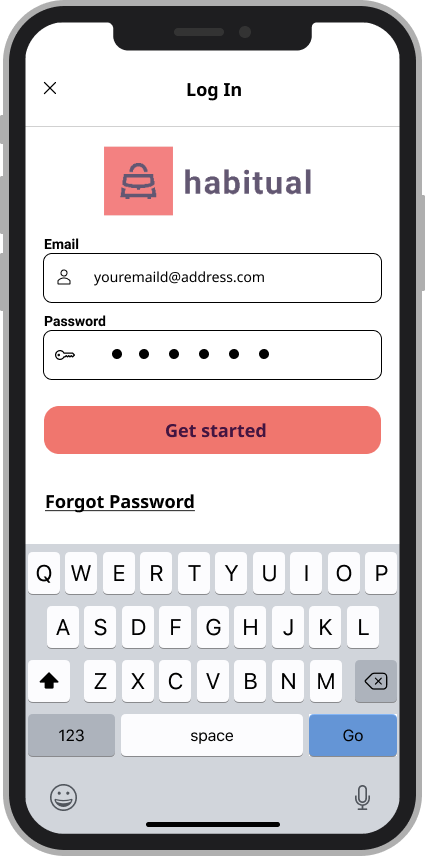 Log In
habitual
Email
youremaild@address.com
Password
Get started
Forgot Password
Q W E R T Y U I O P
A S D F G H J K L
Z X C V B N M
123 space Go